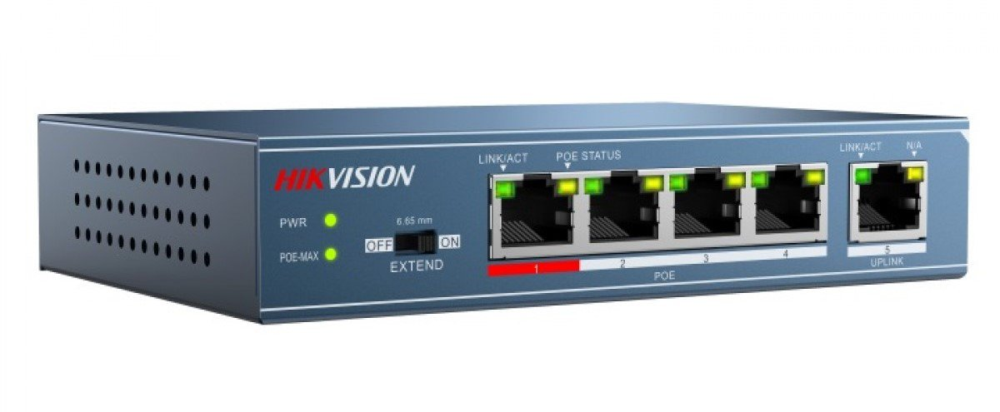 HIKVISION
PWR
POE-MAX
6.65 mm
OFF ON
EXTEND
LINK/ACT POE STATUS
1 2 3 4
POE
LINK/ACT N/A
5
UPLINK